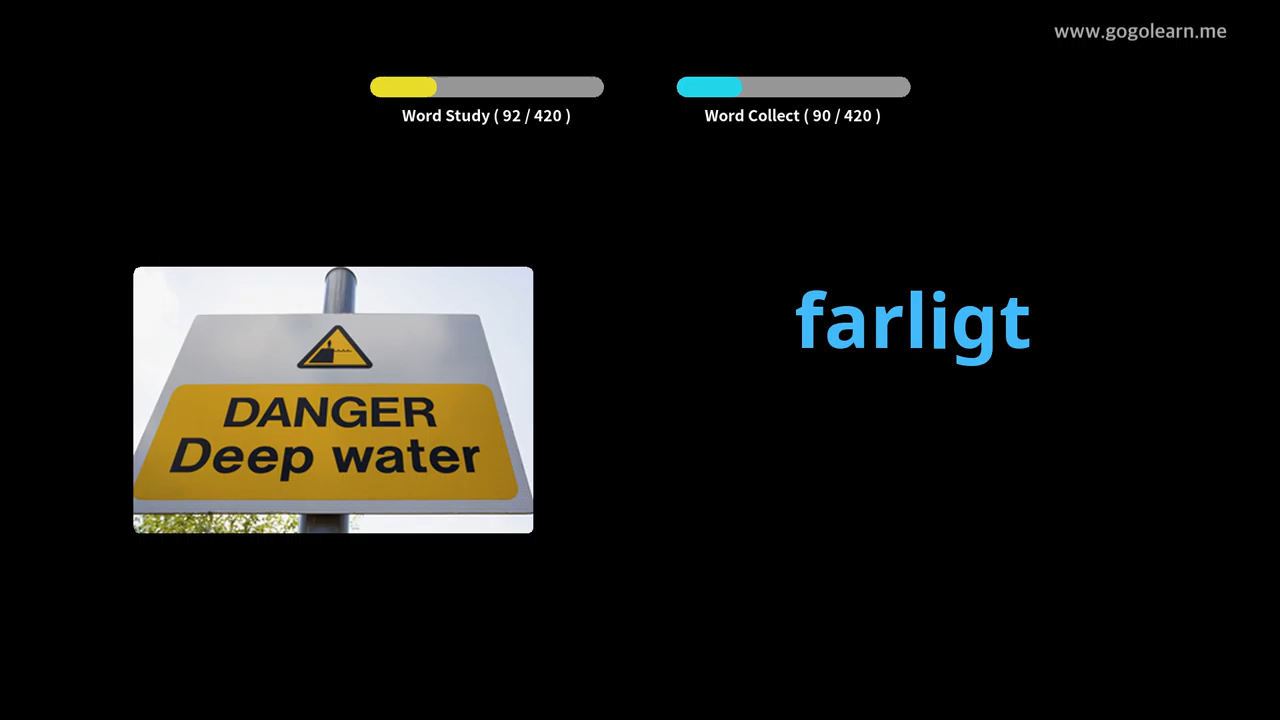 www.gogolearn.me
Word Study ( 92 / 420 )
Word Collect ( 90 / 420 )
farligt
DANGER
Deep water